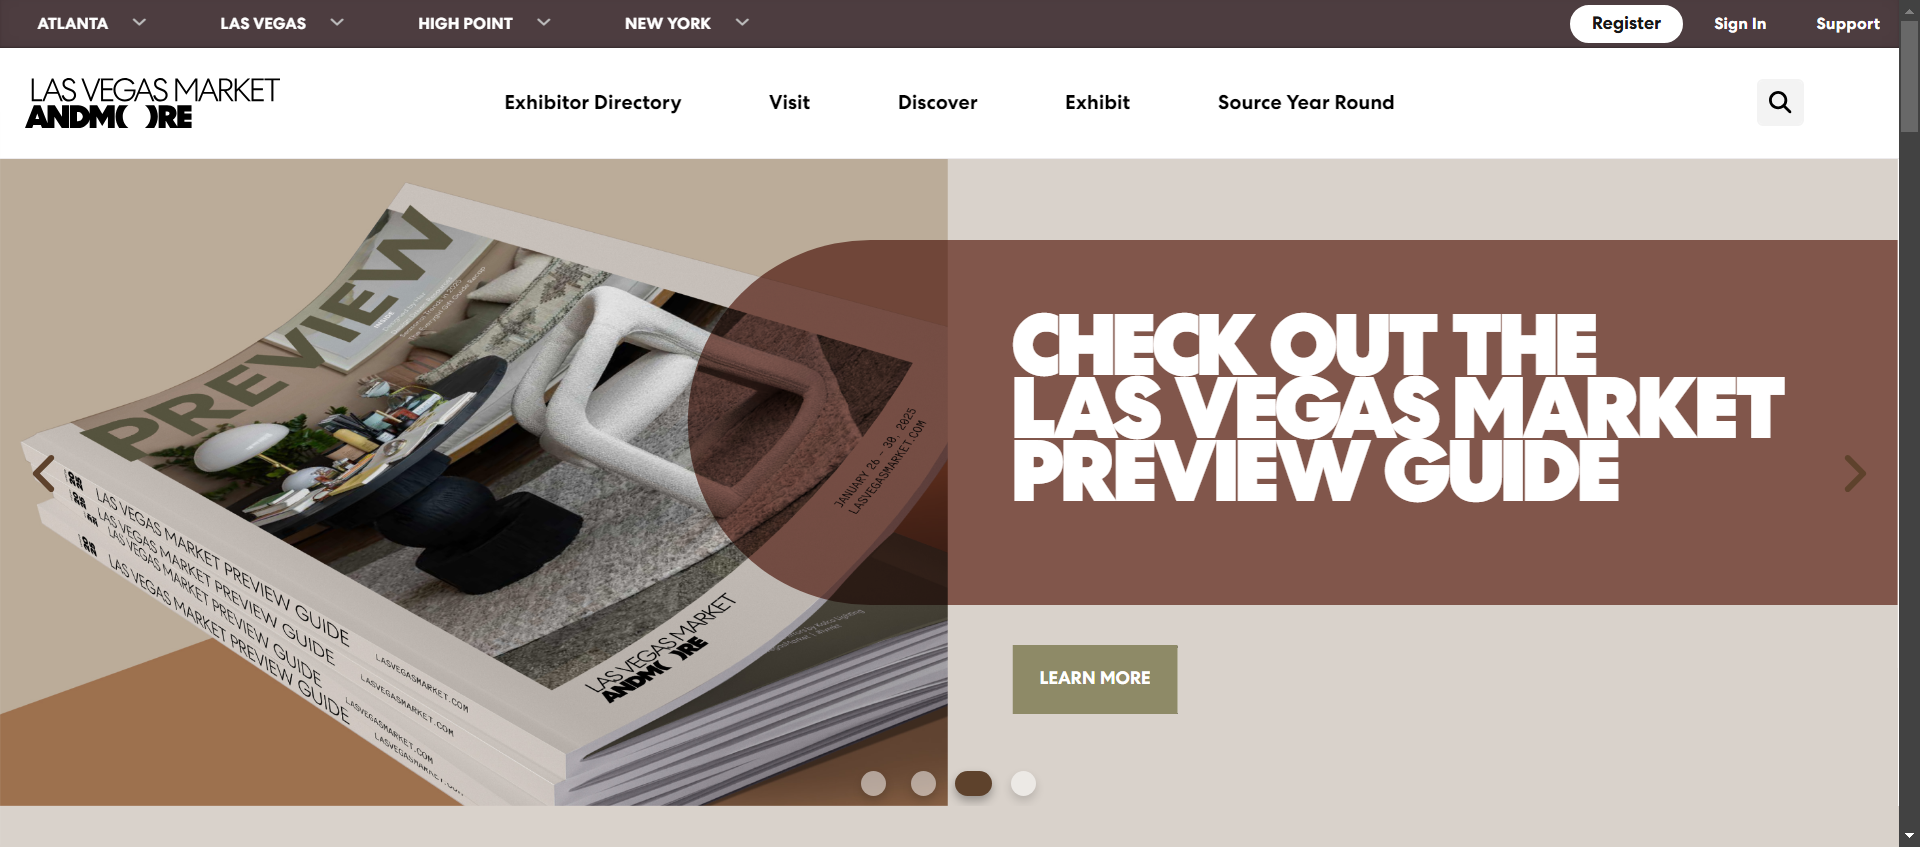 ATLANTA
LAS VEGAS
HIGH POINT
NEW YORK
Register
Sign In
Support
LAS VEGAS MARKET
ANDMORE
Exhibitor Directory
Visit
Discover
Exhibit
Source Year Round
PREVIEW
INSIDE
JANUARY 26 - 30, 2025
LASVEGASMARKET.COM
LAS VEGAS MARKET
ANDMORE
LAS VEGAS MARKET PREVIEW GUIDE
LASVEGASMARKET.COM
LAS VEGAS MARKET PREVIEW GUIDE
LASVEGASMARKET.COM
LAS VEGAS MARKET PREVIEW GUIDE
LASVEGASMARKET.COM
LAS VEGAS MARKET PREVIEW GUIDE
CHECK OUT THE
LAS VEGAS MARKET
PREVIEW GUIDE
LEARN MORE